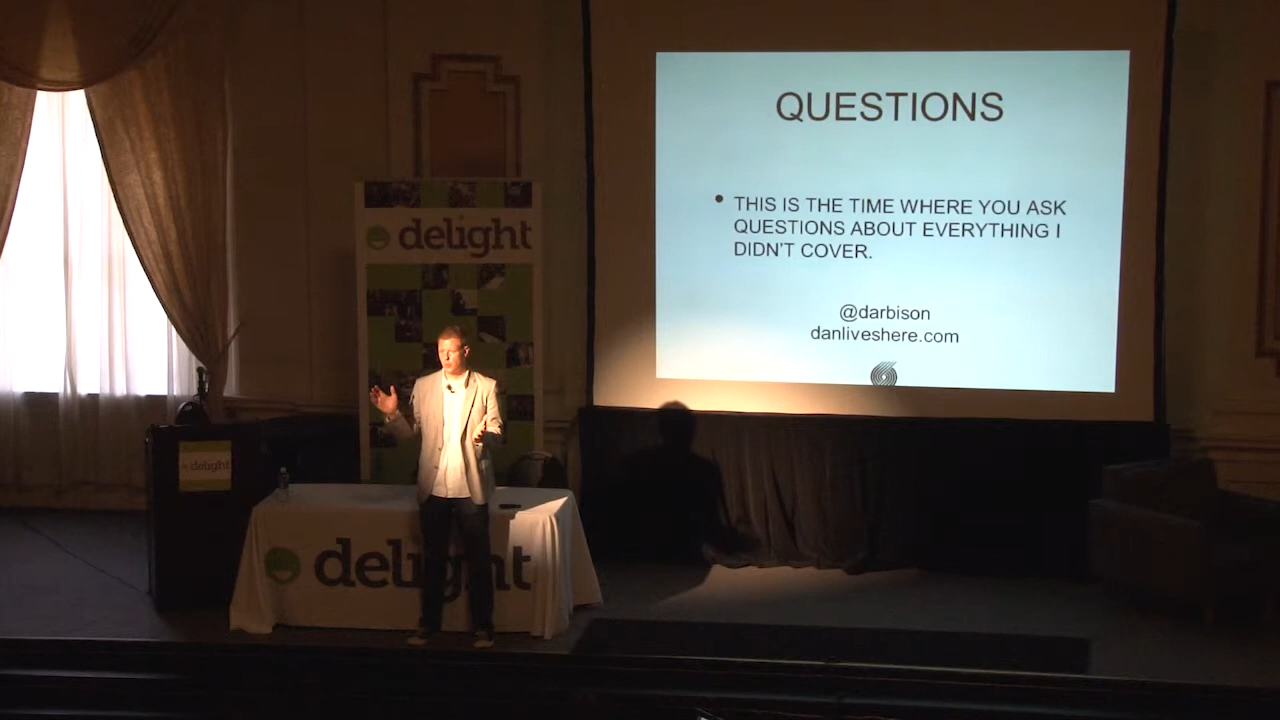 QUESTIONS
• THIS IS THE TIME WHERE YOU ASK
QUESTIONS ABOUT EVERYTHING I
DIDN'T COVER.
@darbison
danliveshere.com
delight
delight
delight